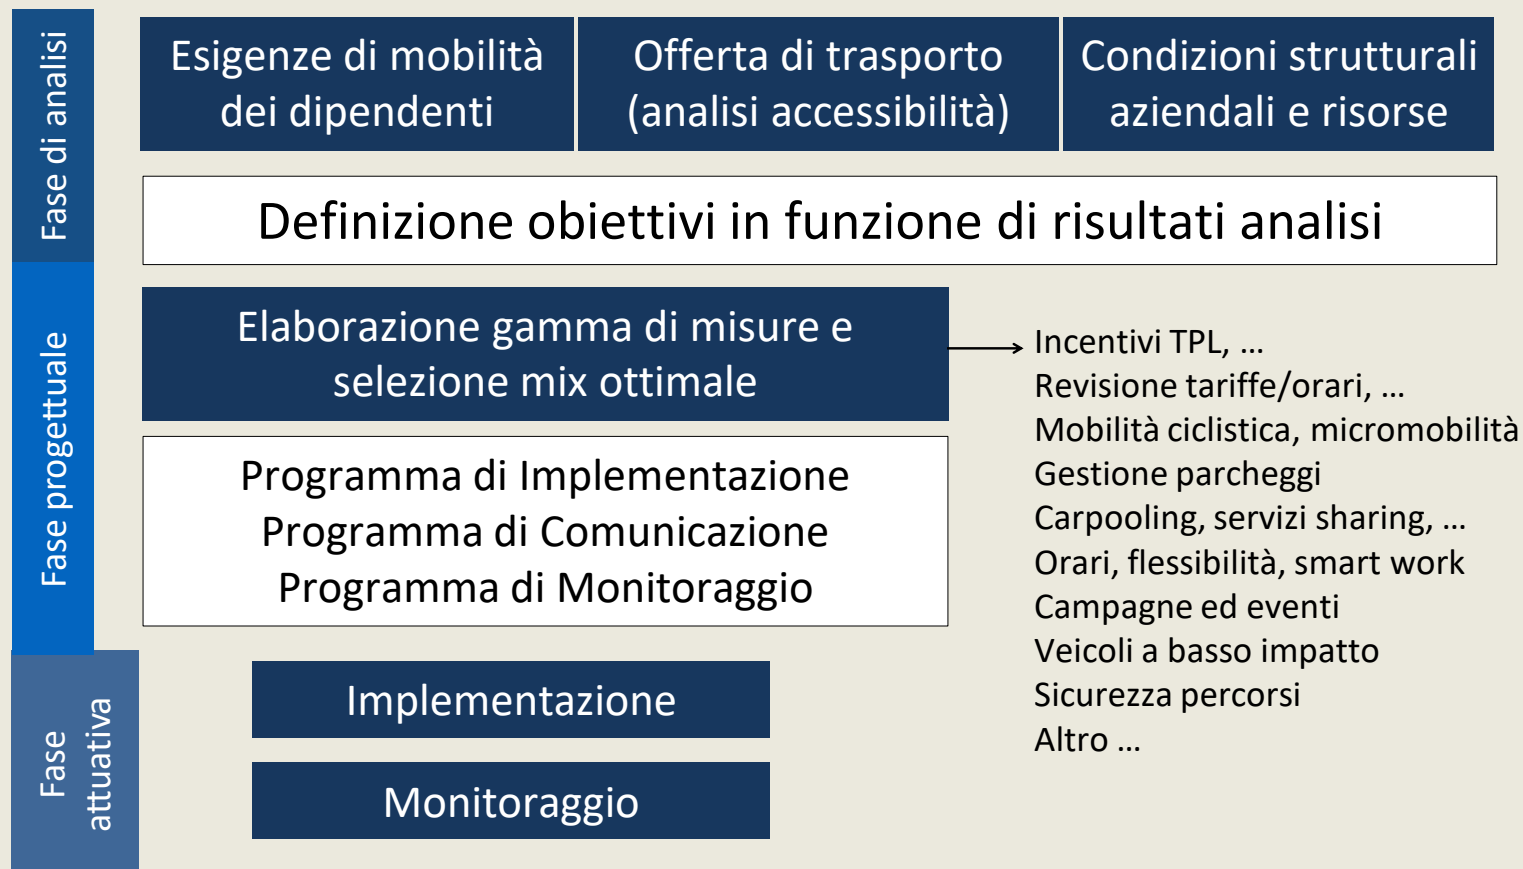 Fase di analisi
Esigenze di mobilità
dei dipendenti
Offerta di trasporto
(analisi accessibilità)
Condizioni strutturali
aziendali e risorse
Definizione obiettivi in funzione di risultati analisi
Fase progettuale
Elaborazione gamma di misure e
selezione mix ottimale
Programma di Implementazione
Programma di Comunicazione
Programma di Monitoraggio
Incentivi TPL, ...
Revisione tariffe/orari, ...
Mobilità ciclistica, micromobilità
Gestione parcheggi
Carpooling, servizi sharing, ...
Orari, flessibilità, smart work
Campagne ed eventi
Veicoli a basso impatto
Sicurezza percorsi
Altro ...
Fase
attuativa
Implementazione
Monitoraggio